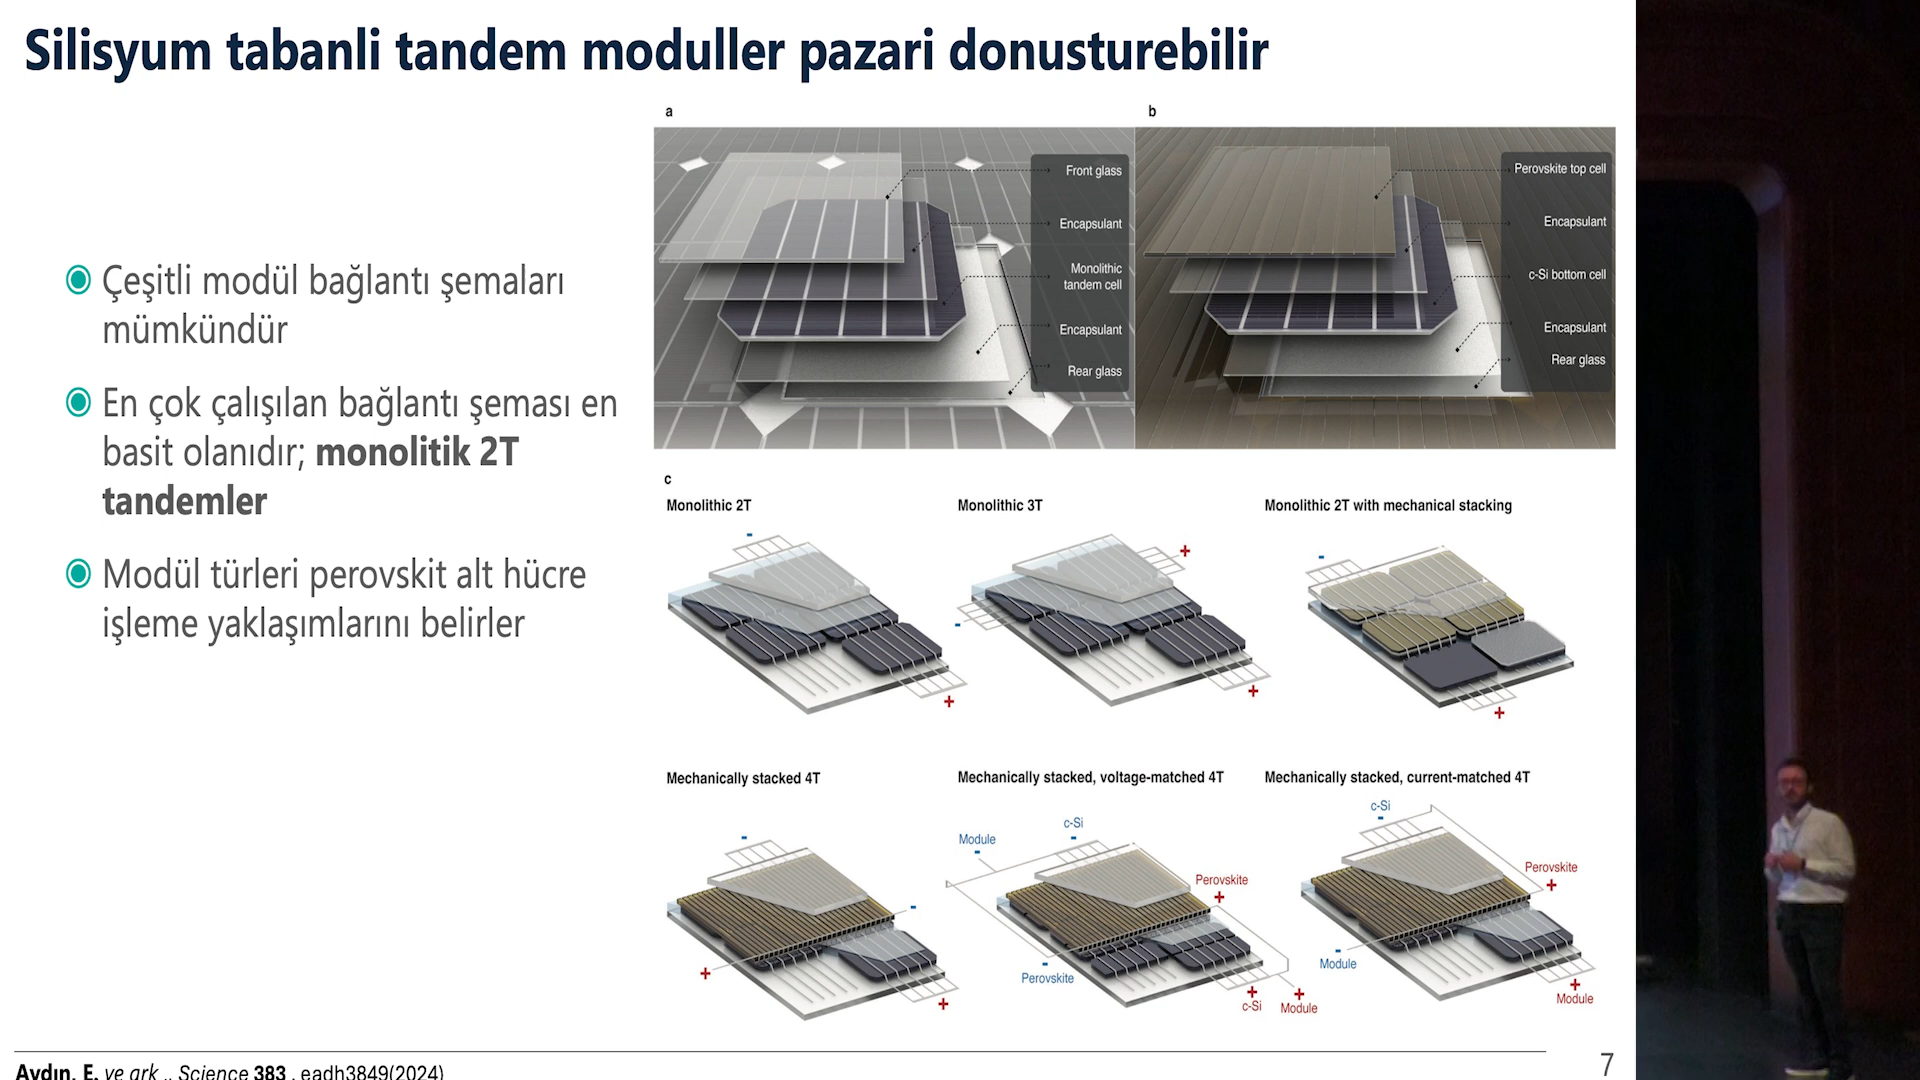 Silisyum tabanli tandem moduller pazari donusturebilir
Çeşitli modül bağlantı şemaları
mümkündür
En çok çalışılan bağlantı şeması en
basit olanıdır; monolitik 2T
tandemler
Modül türleri perovskit alt hücre
işleme yaklaşımlarını belirler
a
Front glass
Encapsulant
Monolithic
tandem cell
Encapsulant
Rear glass
b
Perovskite top cell
Encapsulant
c-Si bottom cell
Encapsulant
Rear glass
c
Monolithic 2T
-
+
Monolithic 3T
+
-
+
Monolithic 2T with mechanical stacking
-
+
Mechanically stacked 4T
-
-
+
+
Mechanically stacked, voltage-matched 4T
c-Si
-
Module
-
Perovskite
+
-
Perovskite
+
c-Si
+
Module
Mechanically stacked, current-matched 4T
c-Si
-
Perovskite
+
-
Module
+
Module
Aydın, E. ve ark ., Science 383 , eadh3849(2024)
7